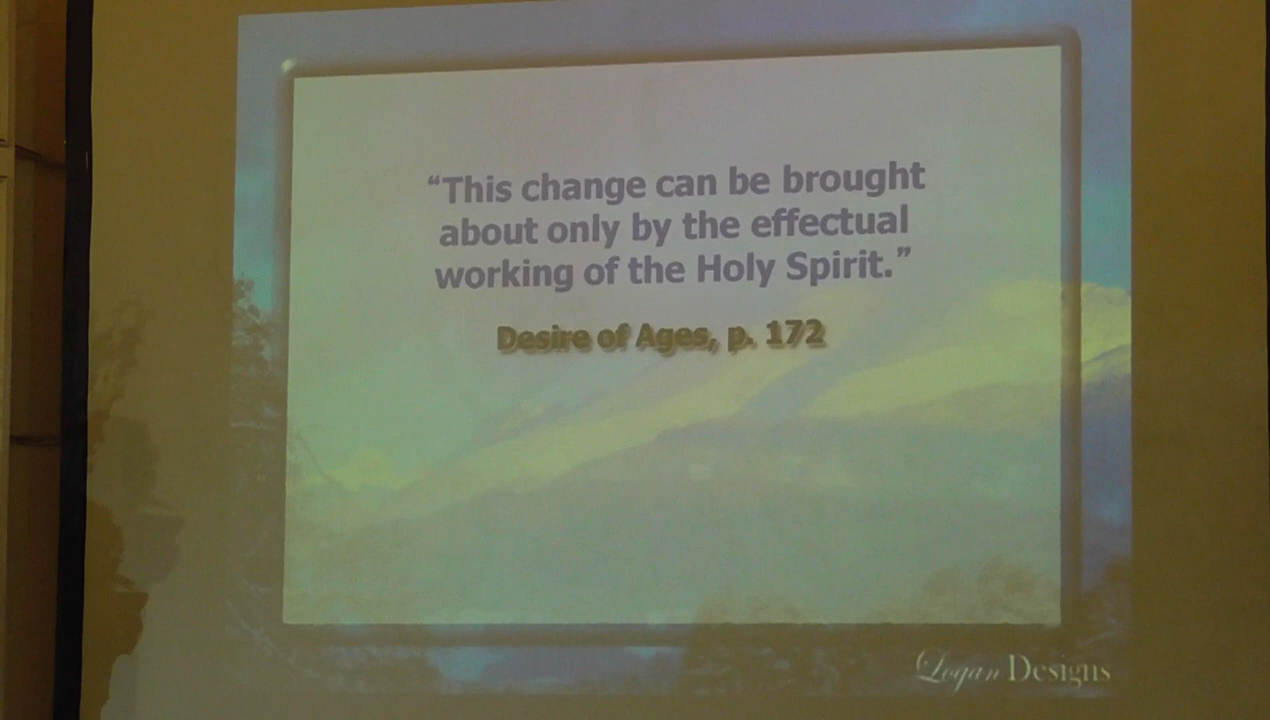 “This change can be brought
about only by the effectual
working of the Holy Spirit.”
Desire of Ages, p. 172
Logan Designs